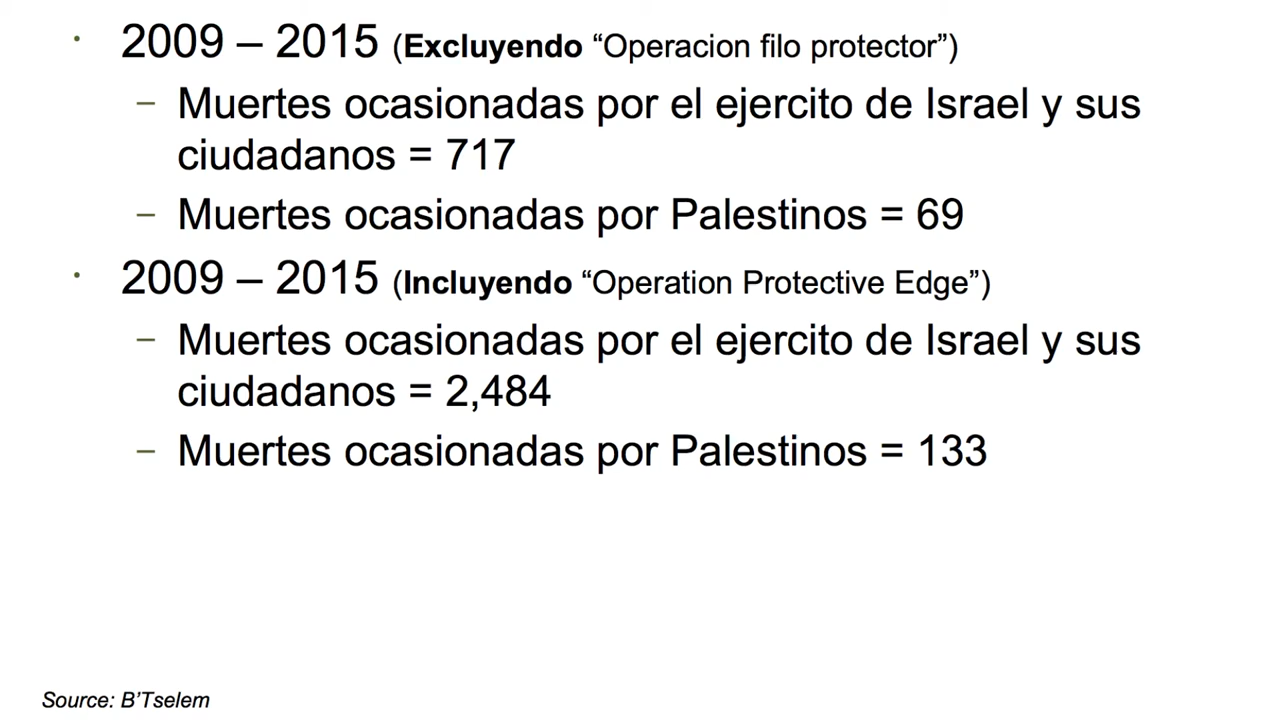 · 2009 – 2015 (Excluyendo “Operacion filo protector”)
– Muertes ocasionadas por el ejercito de Israel y sus
ciudadanos = 717
– Muertes ocasionadas por Palestinos = 69
· 2009 – 2015 (Incluyendo “Operation Protective Edge”)
– Muertes ocasionadas por el ejercito de Israel y sus
ciudadanos = 2,484
– Muertes ocasionadas por Palestinos = 133
Source: B’Tselem